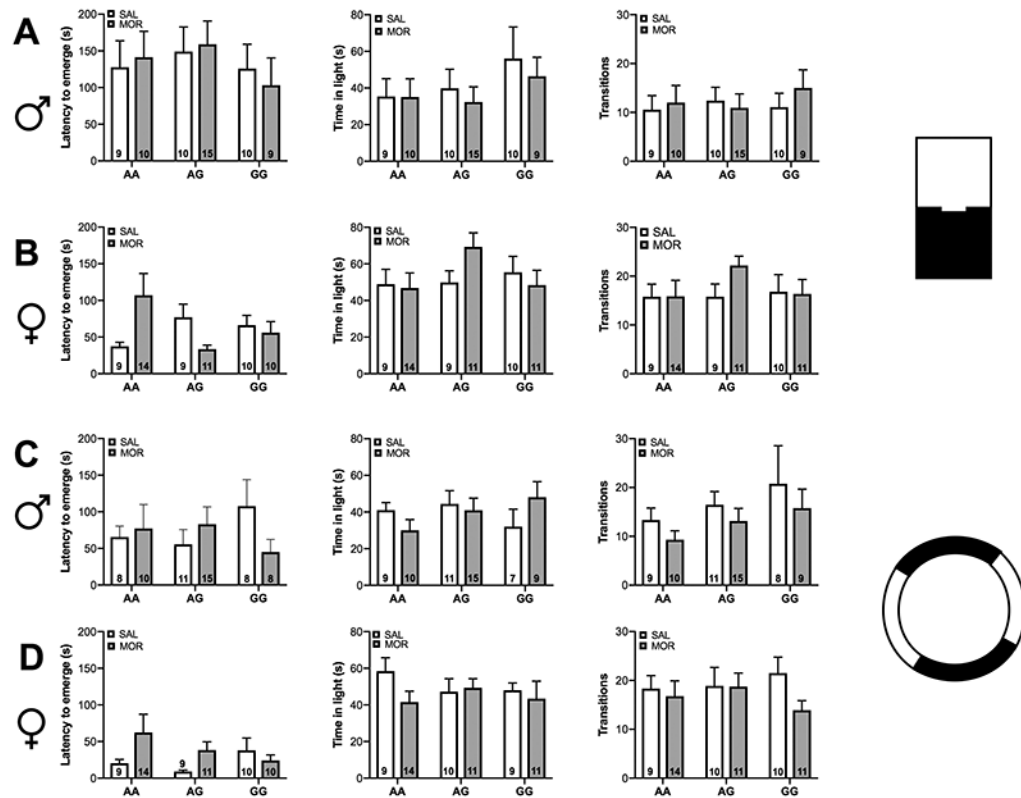 A
Latency to emerge (s)
200
150
100
50
0
SAL
MOR
9 10 10 15 10 9
AA AG GG
Time in light (s)
80
60
40
20
0
SAL
MOR
9 10 10 15 10 9
AA AG GG
Transitions
30
20
10
0
SAL
MOR
9 10 10 15 10 9
AA AG GG
B
Latency to emerge (s)
200
150
100
50
0
SAL
MOR
9 14 9 11 10 10
AA AG GG
Time in light (s)
80
60
40
20
0
SAL
MOR
9 14 9 11 10 11
AA AG GG
Transitions
30
20
10
0
SAL
MOR
9 14 9 11 10 11
AA AG GG
C
Latency to emerge (s)
200
150
100
50
0
SAL
MOR
8 10 11 15 8 8
AA AG GG
Time in light (s)
80
60
40
20
0
SAL
MOR
9 10 11 15 7 9
AA AG GG
Transitions
30
20
10
0
SAL
MOR
9 10 11 15 8 9
AA AG GG
D
Latency to emerge (s)
200
150
100
50
0
SAL
MOR
9 14 9 11 10 10
AA AG GG
Time in light (s)
80
60
40
20
0
SAL
MOR
9 14 10 11 9 11
AA AG GG
Transitions
30
20
10
0
SAL
MOR
9 14 10 11 10 11
AA AG GG